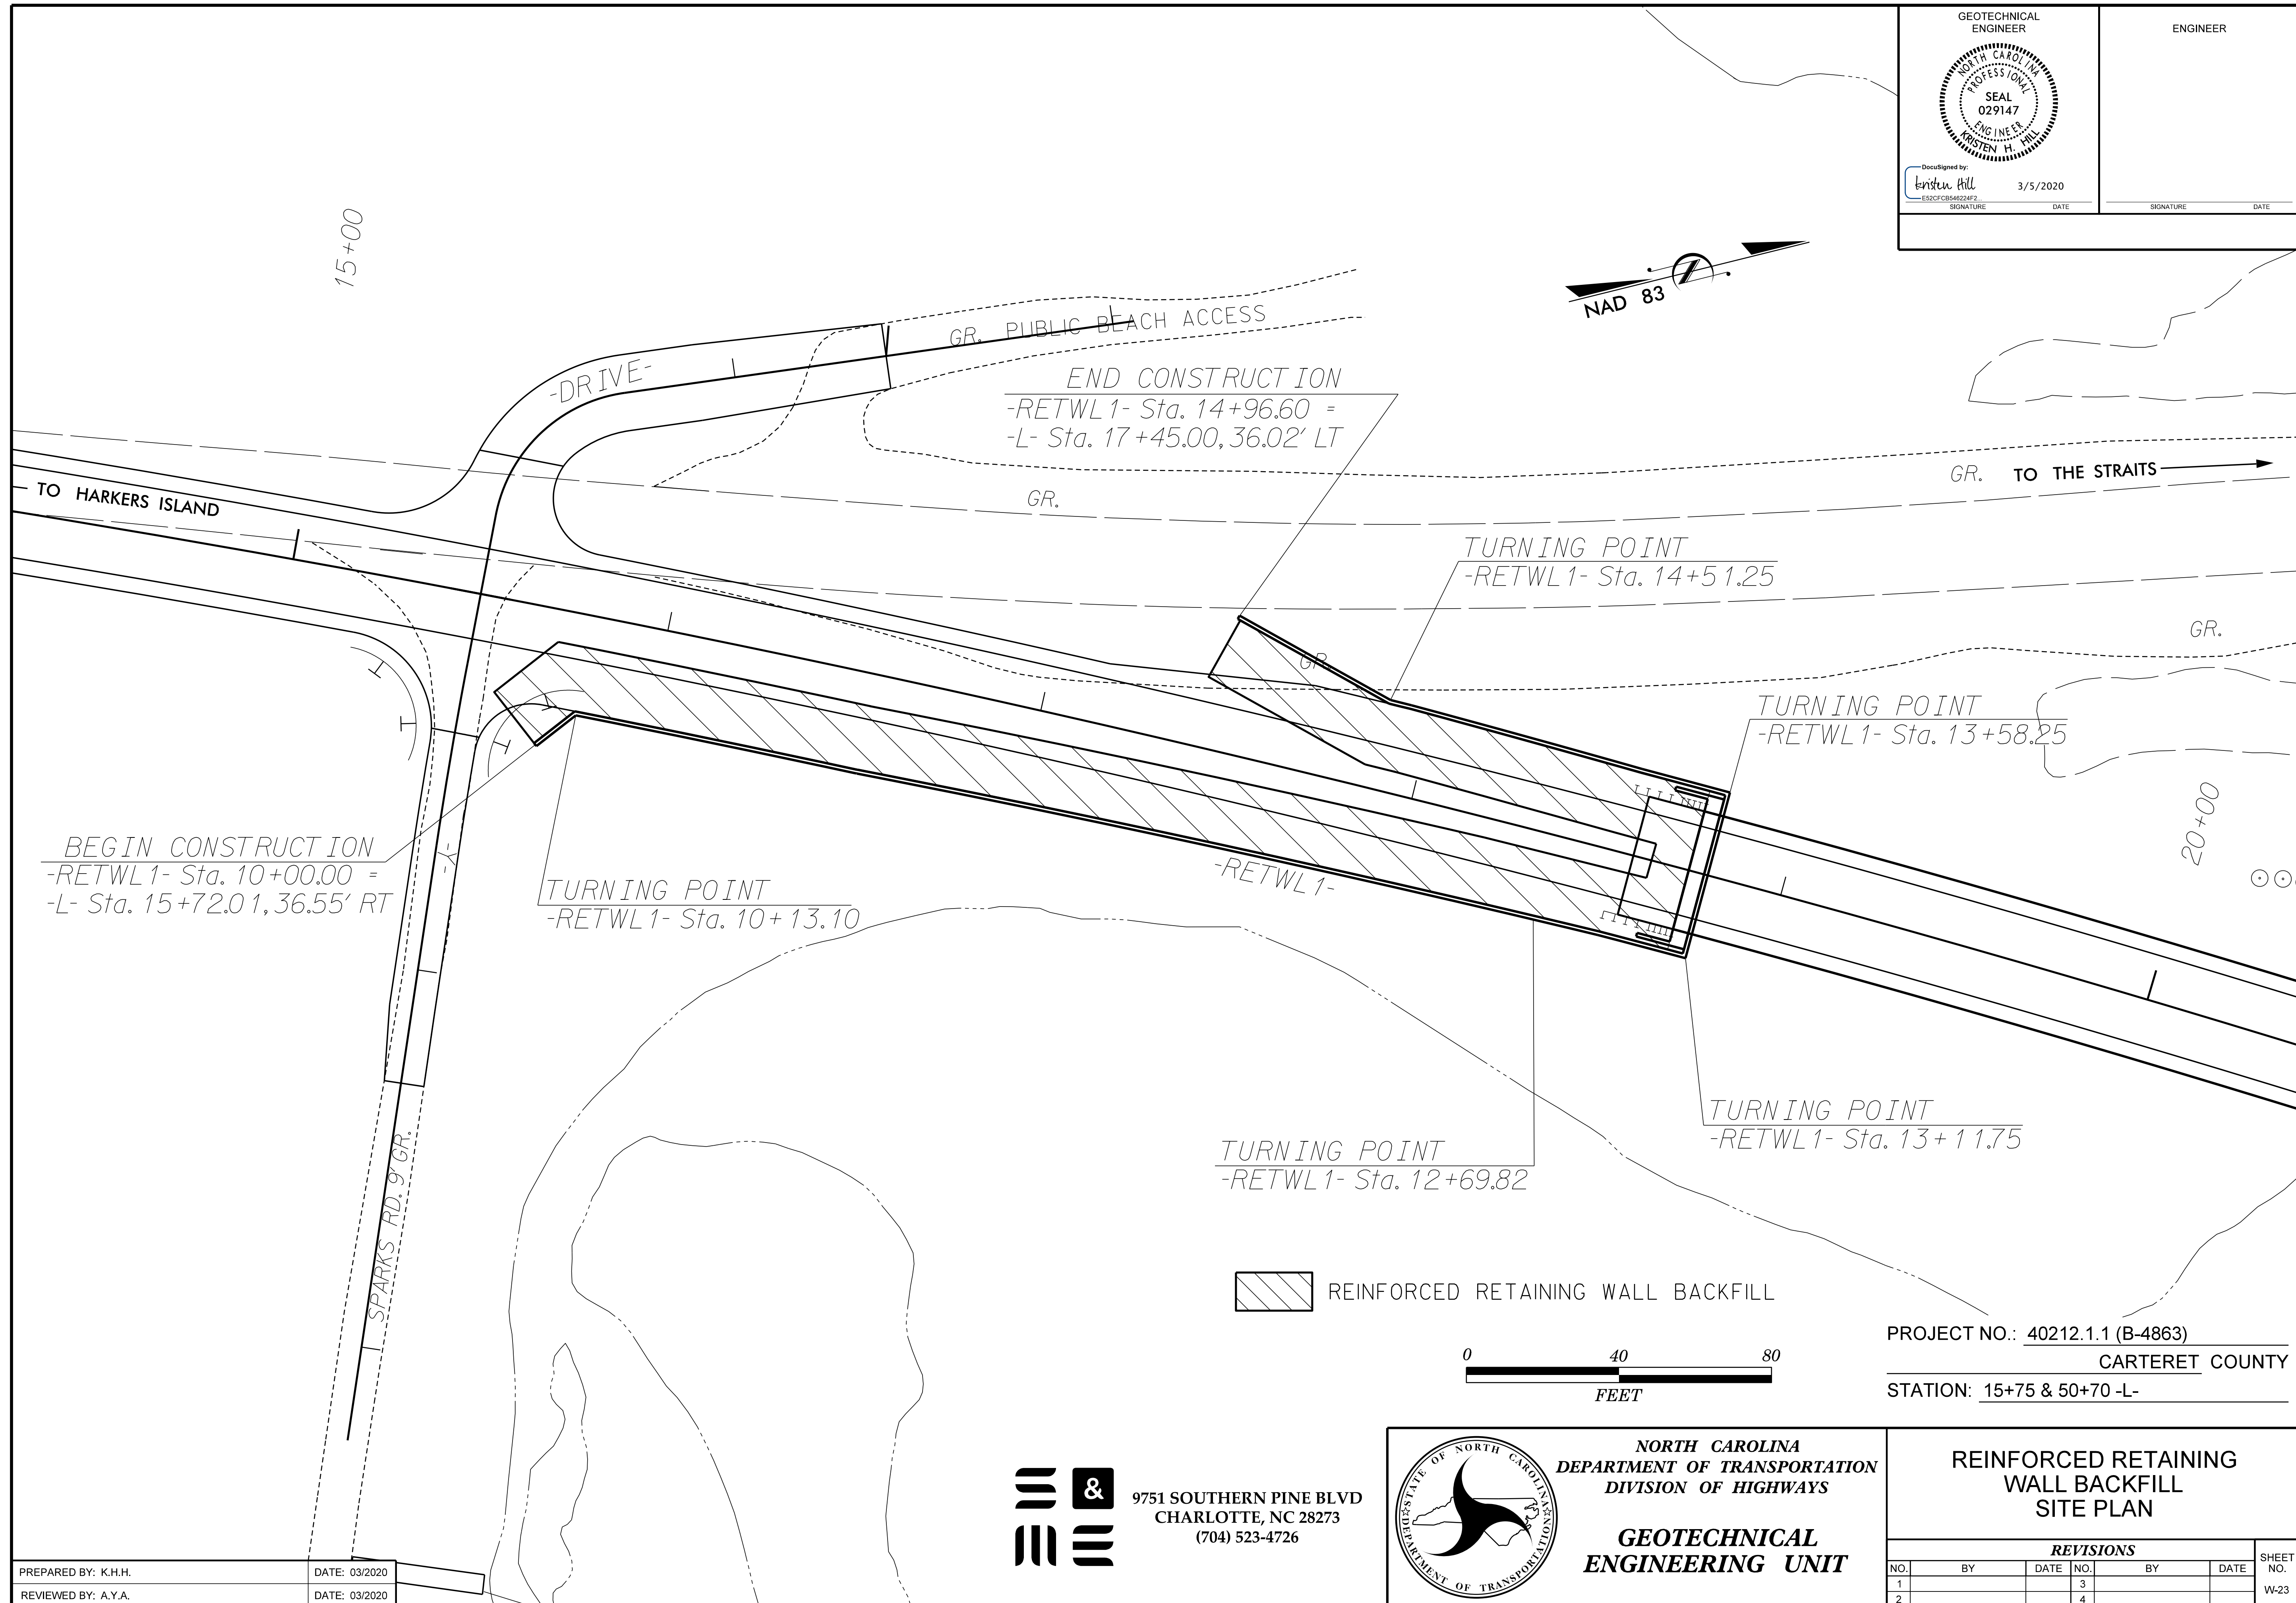 GEOTECHNICAL
ENGINEER
NORTH CAROLINA
PROFESSIONAL
SEAL
029147
ENGINEER
KRISTEN H. HILL
DocuSigned by:
Kristen Hill
3/5/2020
E52CFCB546224F2...
SIGNATURE DATE
ENGINEER
SIGNATURE DATE
15+00
NAD 83
-DRIVE-
GR. PUBLIC BEACH ACCESS
END CONSTRUCTION
-RETWL1- Sta. 14+96.60 =
-L- Sta. 17+45.00, 36.02' LT
TO HARKERS ISLAND
GR.
GR. TO THE STRAITS
TURNING POINT
-RETWL1- Sta. 14+51.25
GR.
GR.
TURNING POINT
-RETWL1- Sta. 13+58.25
20+00
BEGIN CONSTRUCTION
-RETWL1- Sta. 10+00.00 =
-L- Sta. 15+72.01, 36.55' RT
-Y-
TURNING POINT
-RETWL1- Sta. 10+13.10
-RETWL1-
TURNING POINT
-RETWL1- Sta. 13+11.75
TURNING POINT
-RETWL1- Sta. 12+69.82
SPARKS RD. 9' GR.
REINFORCED RETAINING WALL BACKFILL
0 40 80
FEET
PROJECT NO.: 40212.1.1 (B-4863)
CARTERET COUNTY
STATION: 15+75 & 50+70 -L-
S&ME
9751 SOUTHERN PINE BLVD
CHARLOTTE, NC 28273
(704) 523-4726
STATE OF NORTH CAROLINA
DEPARTMENT OF TRANSPORTATION
NORTH CAROLINA
DEPARTMENT OF TRANSPORTATION
DIVISION OF HIGHWAYS
GEOTECHNICAL
ENGINEERING UNIT
REINFORCED RETAINING
WALL BACKFILL
SITE PLAN
REVISIONS
NO. BY DATE NO. BY DATE
1 3
2 4
SHEET
NO.
W-23
PREPARED BY: K.H.H. DATE: 03/2020
REVIEWED BY: A.Y.A. DATE: 03/2020